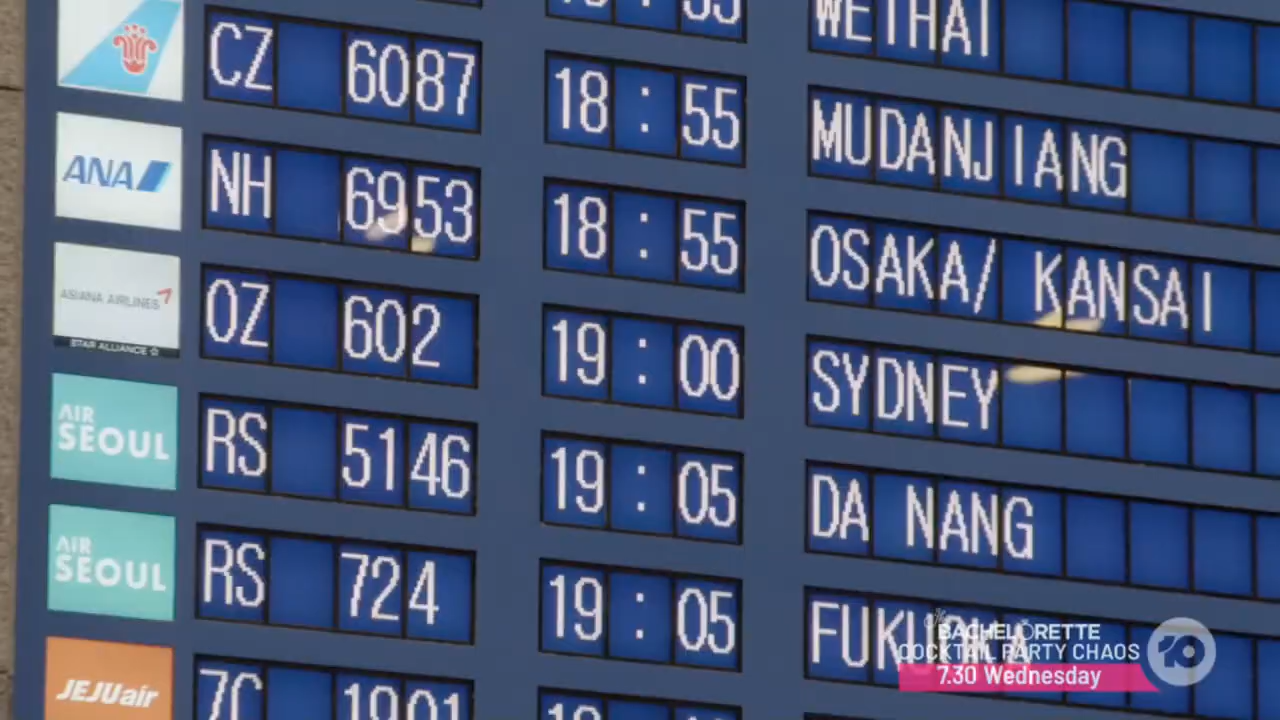 WEIHAI
CZ 6087 18 : 55 MUDANJIANG
ANA NH 6953 18 : 55 OSAKA/ KANSAI
ASIANA AIRLINES OZ 602 19 : 00 SYDNEY
STAR ALLIANCE
AIR SEOUL RS 5146 19 : 05 DA NANG
AIR SEOUL RS 724 19 : 05 FUKUOKA
JEJUair 7C 1901
The BACHELORETTE
COCKTAIL PARTY CHAOS
7.30 Wednesday
10